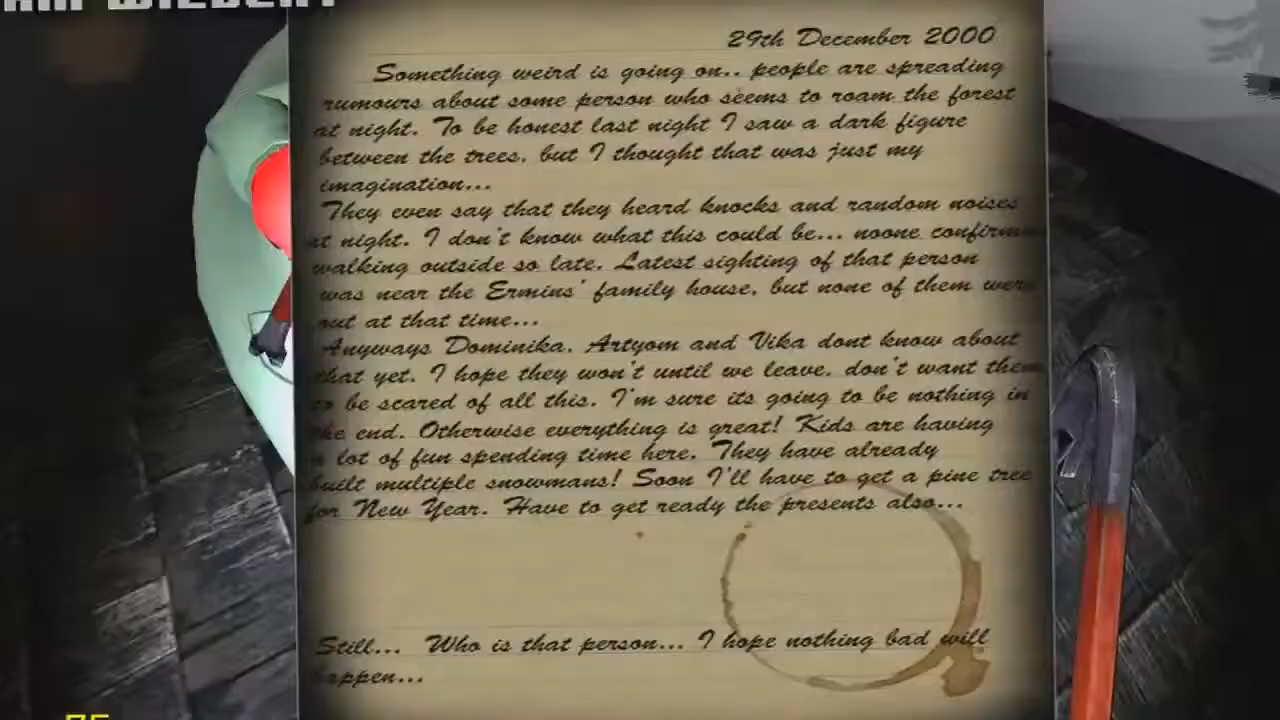 29th December 2000
Something weird is going on.. people are spreading
rumours about some person who seems to roam the forest
at night. To be honest last night I saw a dark figure
between the trees, but I thought that was just my
imagination...
They even say that they heard knocks and random noises
at night. I don't know what this could be... noone confirms
walking outside so late. Latest sighting of that person
was near the Ermins' family house, but none of them were
out at that time...
Anyways Dominika, Artyom and Vika dont know about
that yet. I hope they won't until we leave, don't want them
to be scared of all this. I'm sure its going to be nothing in
the end. Otherwise everything is great! Kids are having
a lot of fun spending time here. They have already
built multiple snowmans! Soon I'll have to get a pine tree
for New Year. Have to get ready the presents also...
Still... Who is that person... I hope nothing bad will
happen...